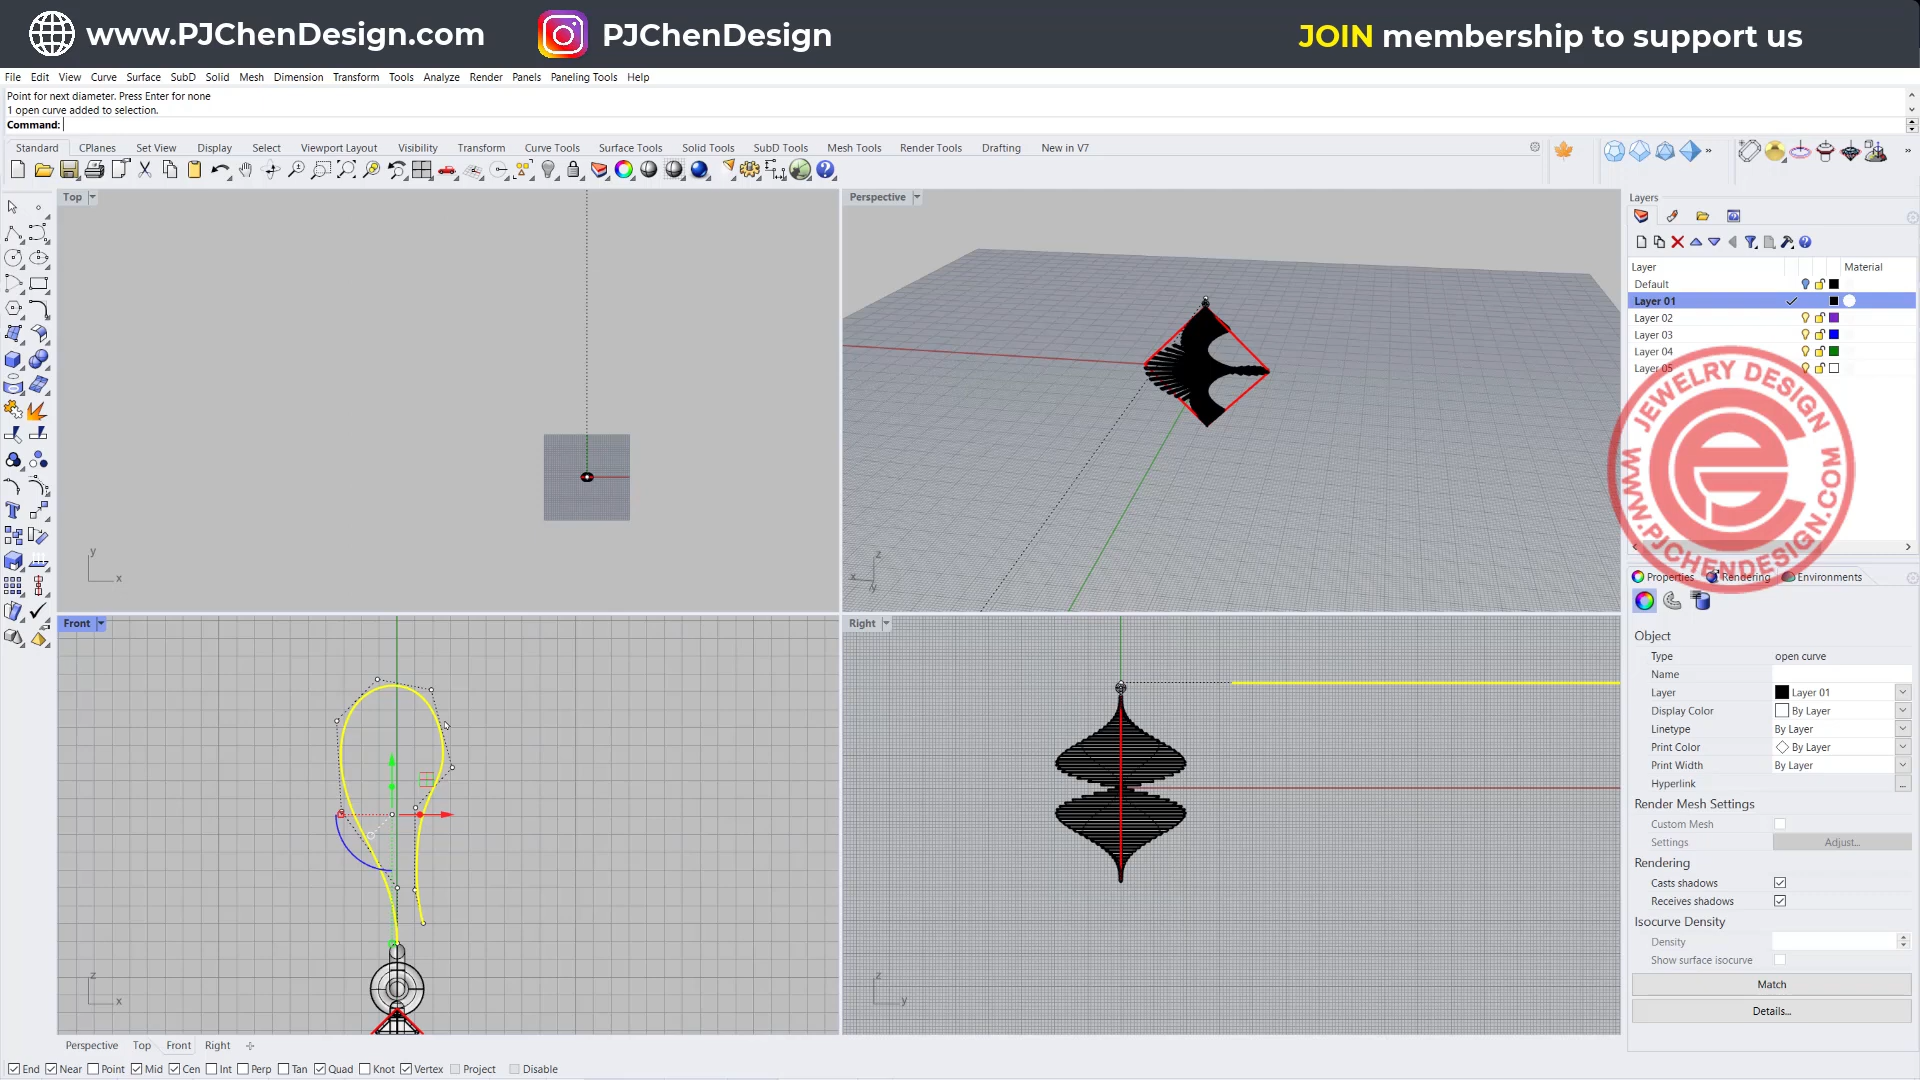 www.PJChenDesign.com
PJChenDesign
JOIN membership to support us
File Edit View Curve Surface SubD Solid Mesh Dimension Transform Tools Analyze Render Panels Paneling Tools Help
Point for next diameter. Press Enter for none
1 open curve added to selection.
Command:
Standard CPlanes Set View Display Select Viewport Layout Visibility Transform Curve Tools Surface Tools Solid Tools SubD Tools Mesh Tools Render Tools Drafting New in V7
Top
Perspective
Layers
Layer Material
Default
Layer 01
Layer 02
Layer 03
Layer 04
Layer 05
JEWELRY DESIGN
WWW.PJCHENDESIGN.COM
y
x
z
x
y
Properties Rendering Environments
Front
Right
Object
Type open curve
Name
Layer Layer 01
Display Color By Layer
Linetype By Layer
Print Color By Layer
Print Width By Layer
Hyperlink ...
Render Mesh Settings
Custom Mesh
Settings Adjust...
Rendering
Casts shadows
Receives shadows
Isocurve Density
Density
Show surface isocurve
Match
Details...
z
x
z
y
Perspective Top Front Right
End Near Point Mid Cen Int Perp Tan Quad Knot Vertex Project Disable